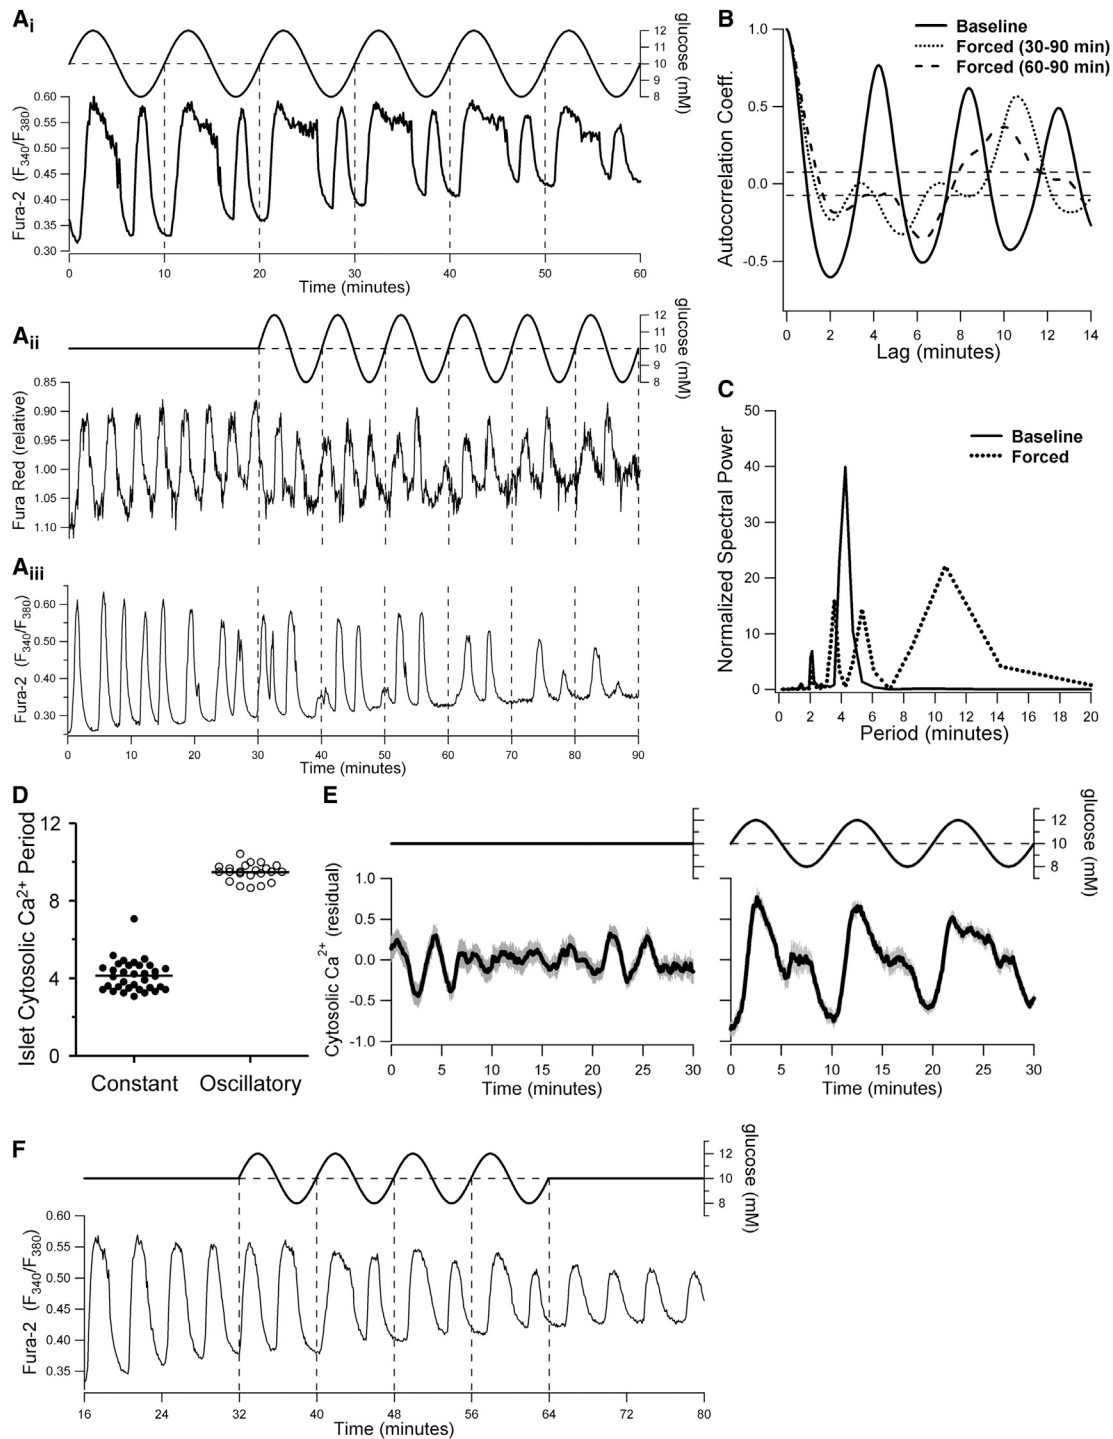 Ai
glucose (mM)
12
11
10
9
8
Fura-2 (F340/F380)
0.60
0.55
0.50
0.45
0.40
0.35
0.30
0 10 20 30 40 50 60
Time (minutes)
Aii
glucose (mM)
12
11
10
9
8
Fura Red (relative)
0.85
0.90
0.95
1.00
1.05
1.10
Aiii
Fura-2 (F340/F380)
0.60
0.50
0.40
0.30
0 10 20 30 40 50 60 70 80 90
Time (minutes)
B
Baseline
Forced (30-90 min)
Forced (60-90 min)
Autocorrelation Coeff.
1.0
0.5
0.0
-0.5
0 2 4 6 8 10 12 14
Lag (minutes)
C
Baseline
Forced
Normalized Spectral Power
50
40
30
20
10
0
0 2 4 6 8 10 12 14 16 18 20
Period (minutes)
D
Islet Cytosolic Ca2+ Period
12
8
4
0
Constant Oscillatory
E
Cytosolic Ca2+ (residual)
1.0
0.5
0.0
-0.5
-1.0
0 5 10 15 20 25 30
Time (minutes)
glucose (mM)
12
10
8
0 5 10 15 20 25 30
Time (minutes)
F
glucose (mM)
12
10
8
Fura-2 (F340/F380)
0.60
0.55
0.50
0.45
0.40
0.35
16 24 32 40 48 56 64 72 80
Time (minutes)